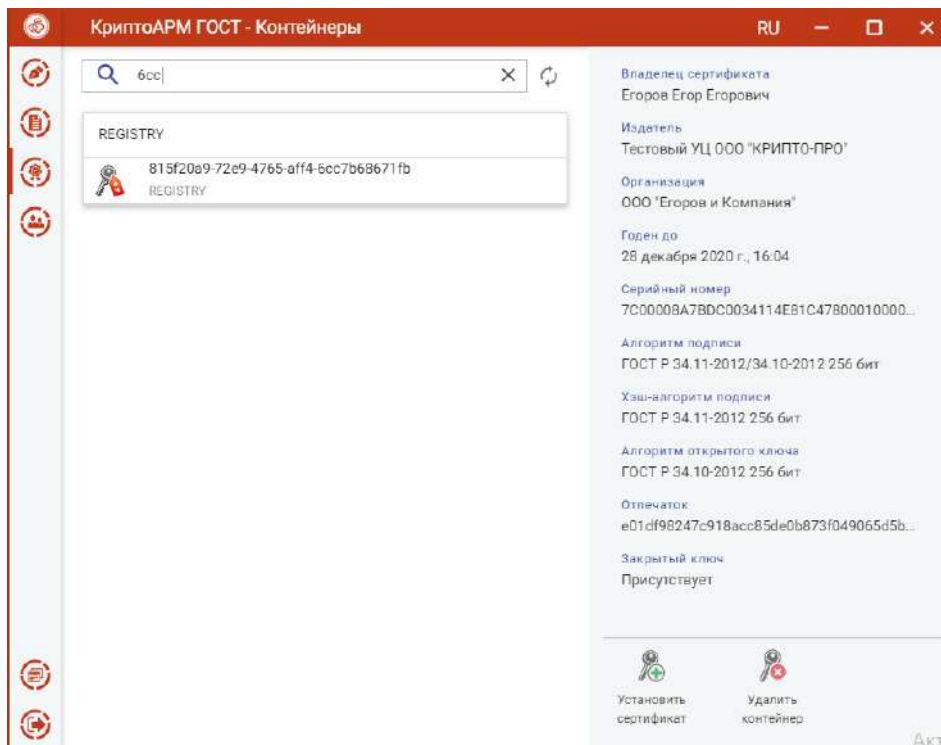 КриптоАРМ ГОСТ - Контейнеры
RU
6cc
REGISTRY
815f20a9-72e9-4765-aff4-6cc7b68671fb
REGISTRY
Владелец сертификата
Егоров Егор Егорович
Издатель
Тестовый УЦ ООО "КРИПТО-ПРО"
Организация
ООО "Егоров и Компания"
Годен до
28 декабря 2020 г., 16:04
Серийный номер
7C00008A7BDC0034114E81C47800010000...
Алгоритм подписи
ГОСТ Р 34.11-2012/34.10-2012 256 бит
Хэш-алгоритм подписи
ГОСТ Р 34.11-2012 256 бит
Алгоритм открытого ключа
ГОСТ Р 34.10-2012 256 бит
Отпечаток
e01df98247c918acc85de0b873f049065d5b...
Закрытый ключ
Присутствует
Установить
сертификат
Удалить
контейнер
Акт